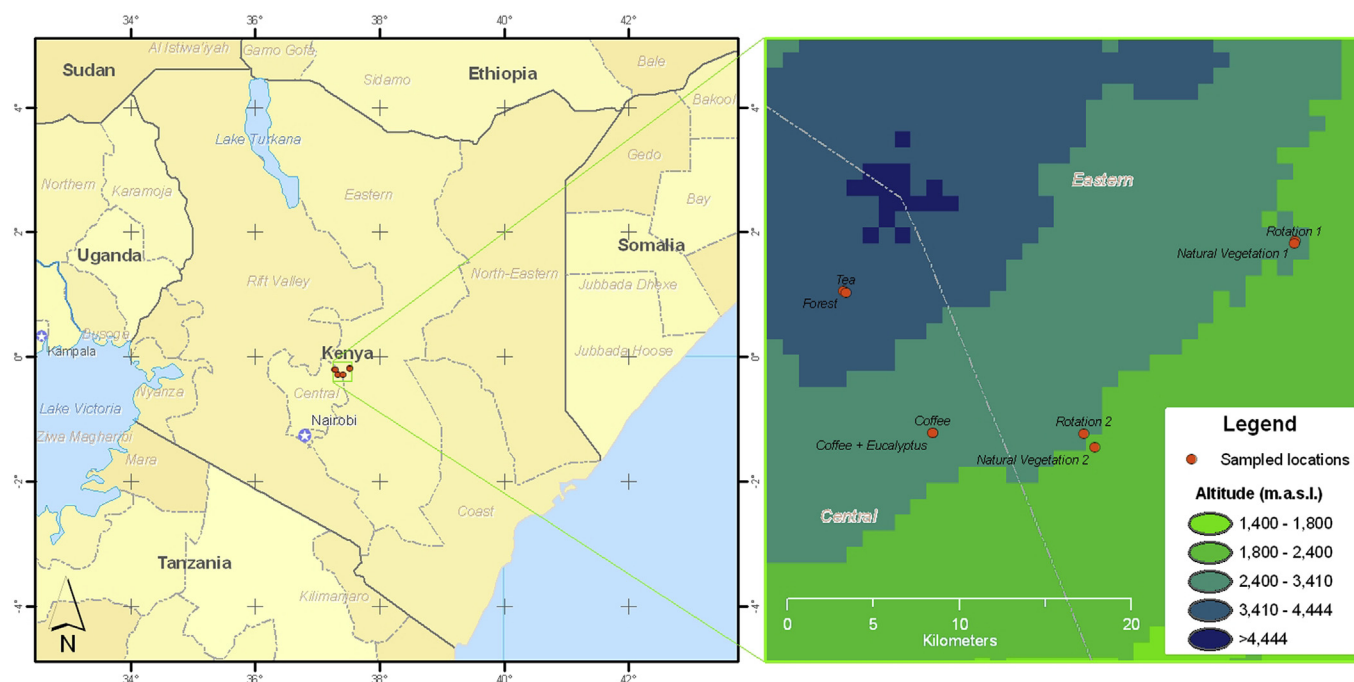 34° 36° 38° 40° 42°
Al Istiwa'iyah
Gamo Gofa
Sudan
Ethiopia
Sidamo
Bale
Bakool
4°
4°
Lake Turkana
Gedo
Northern
Karamoja
Eastern
Bay
2°
2°
Uganda
Somalia
Rift Valley
North-Eastern
Jubbada Dhexe
Busoga
Kampala
Jubbada Hoose
0°
0°
Kenya
Nyanza
Central
Lake Victoria
Nairobi
Ziwa Magharibi
Mara
-2°
-2°
Coast
Tanzania
Kilimanjaro
-4°
-4°
N
34° 36° 38° 40° 42°
Eastern
Rotation 1
Natural Vegetation 1
Tea
Forest
Coffee
Coffee + Eucalyptus
Rotation 2
Natural Vegetation 2
Central
0 5 10 20
Kilometers
Legend
Sampled locations
Altitude (m.a.s.l.)
1,400 - 1,800
1,800 - 2,400
2,400 - 3,410
3,410 - 4,444
>4,444